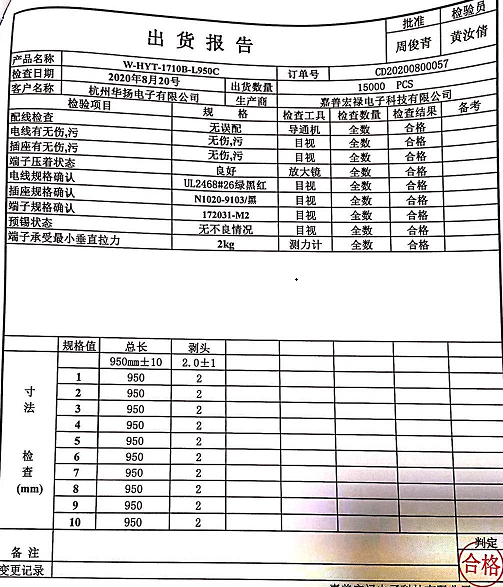 出货报告
批准 检验员
周俊青 黄汝倩
产品名称 W-HYT-1710B-L950C 订单号 CD20200800057
检查日期 2020年8月20号 出货数量 15000 PCS
客户名称 杭州华扬电子有限公司 生产商 嘉善宏禄电子科技有限公司
检验项目 规格 检查工具 检查数量 检查结果 备考
配线检查 无误配 导通机 全数 合格
电线有无伤,污 无伤,污 目视 全数 合格
插座有无伤,污 无伤,污 目视 全数 合格
端子压着状态 良好 放大镜 全数 合格
电线规格确认 UL2468#26绿黑红 目视 全数 合格
插座规格确认 N1020-9103/黑 目视 全数 合格
端子规格确认 172031-M2 目视 全数 合格
预锡状态 无不良情况 目视 全数 合格
端子承受最小垂直拉力 2kg 测力计 全数 合格
寸法检查(mm)
规格值 总长 剥头
950mm±10 2.0±1
1 950 2
2 950 2
3 950 2
4 950 2
5 950 2
6 950 2
7 950 2
8 950 2
9 950 2
10 950 2
备注 判定
变更记录 合格